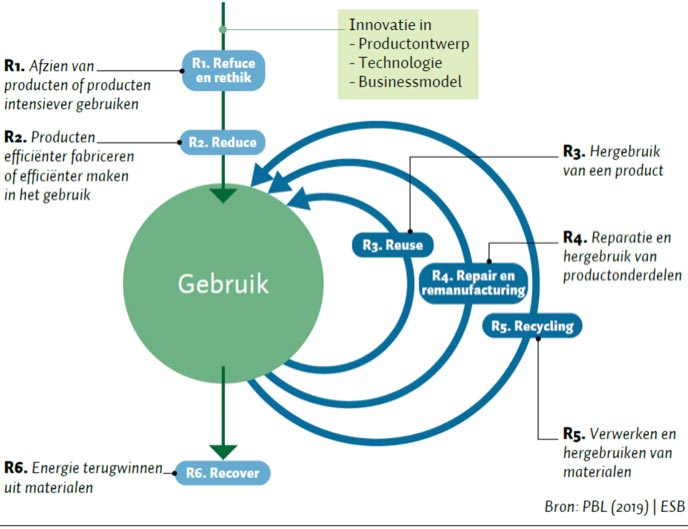 Innovatie in
- Productontwerp
- Technologie
- Businessmodel
R1. Afzien van
producten of producten
intensiever gebruiken
R1. Refuce
en rethik
R2. Producten
efficiënter fabriceren
of efficiënter maken
in het gebruik
R2. Reduce
R3. Hergebruik
van een product
R3. Reuse
R4. Reparatie en
hergebruik van
productonderdelen
Gebruik
R4. Repair en
remanufacturing
R5. Recycling
R5. Verwerken en
hergebruiken van
materialen
R6. Energie terugwinnen
uit materialen
R6. Recover
Bron: PBL (2019) | ESB